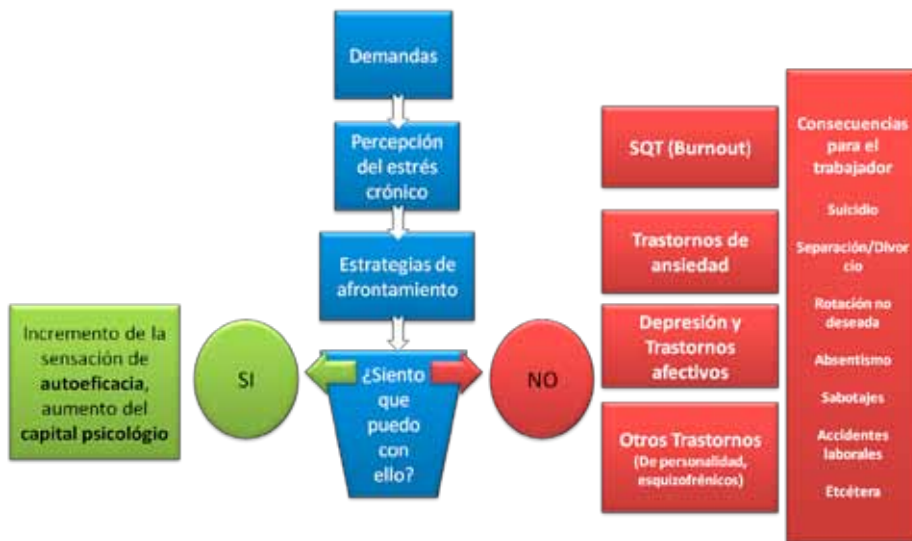 Demandas
Percepción
del estrés
crónico
Estrategias de
afrontamiento
¿Siento
que
puedo
con
ello?
SI
Incremento de la
sensación de
autoeficacia,
aumento del
capital psicológio
NO
SQT (Burnout)
Trastornos de
ansiedad
Depresión y
Trastornos
afectivos
Otros Trastornos
(De personalidad,
esquizofrénicos)
Consecuencias
para el
trabajador
Suicidio
Separación/Divor
cio
Rotación no
deseada
Absentismo
Sabotajes
Accidentes
laborales
Etcétera